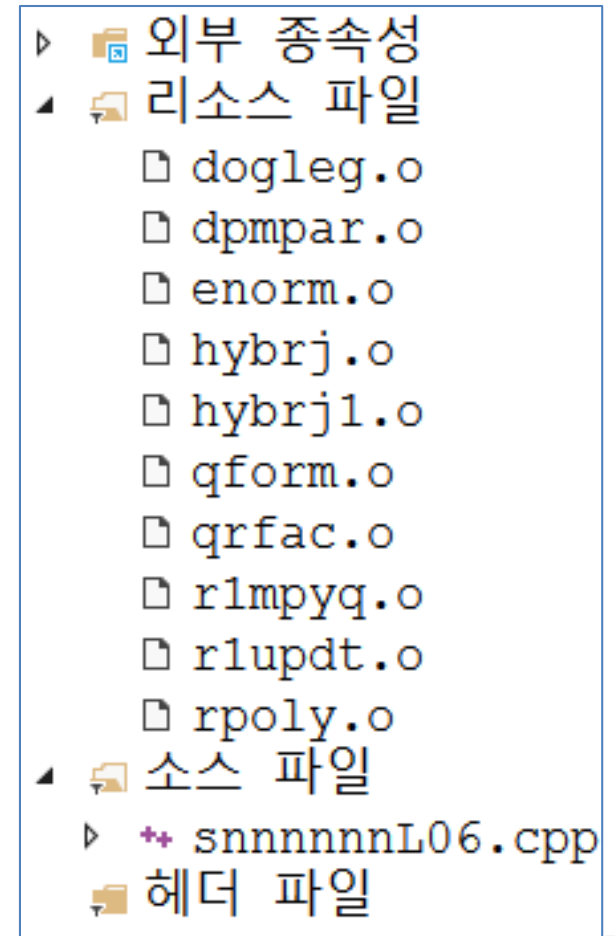 외부 종속성
리소스 파일
dogleg.o
dpmpar.o
enorm.o
hybrj.o
hybrj1.o
qform.o
qrfac.o
r1mpyq.o
r1updt.o
rpoly.o
소스 파일
snnnnnnL06.cpp
헤더 파일